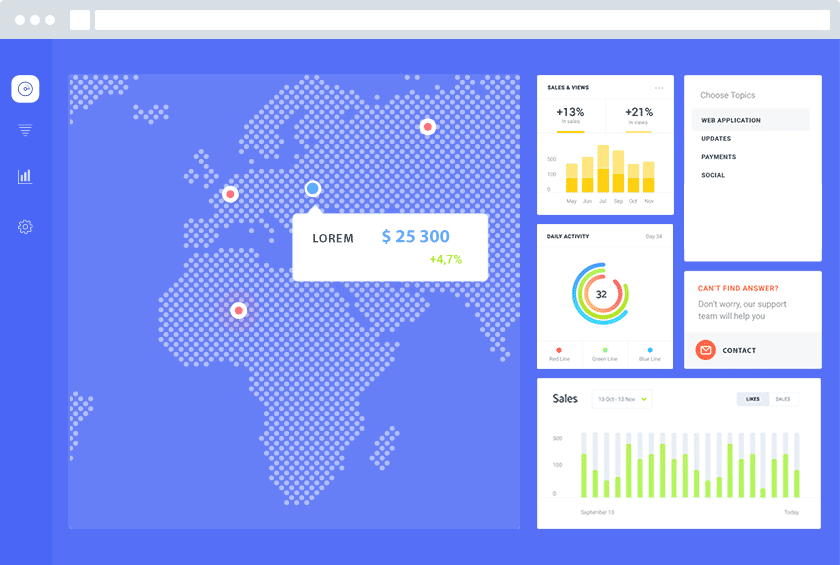 LOREM
$ 25 300
+4,7%
SALES & VIEWS
+13%
In sales
+21%
In views
500
100
0
May Jun Jul Sep Oct Nov
DAILY ACTIVITY
Day 34
32
Red Line
Green Line
Blue Line
Choose Topics
WEB APPLICATION
UPDATES
PAYMENTS
SOCIAL
CAN'T FIND ANSWER?
Don't worry, our support
team will help you
CONTACT
Sales
13 Oct - 13 Nov
LIKES
SALES
500
100
0
September 13
Today